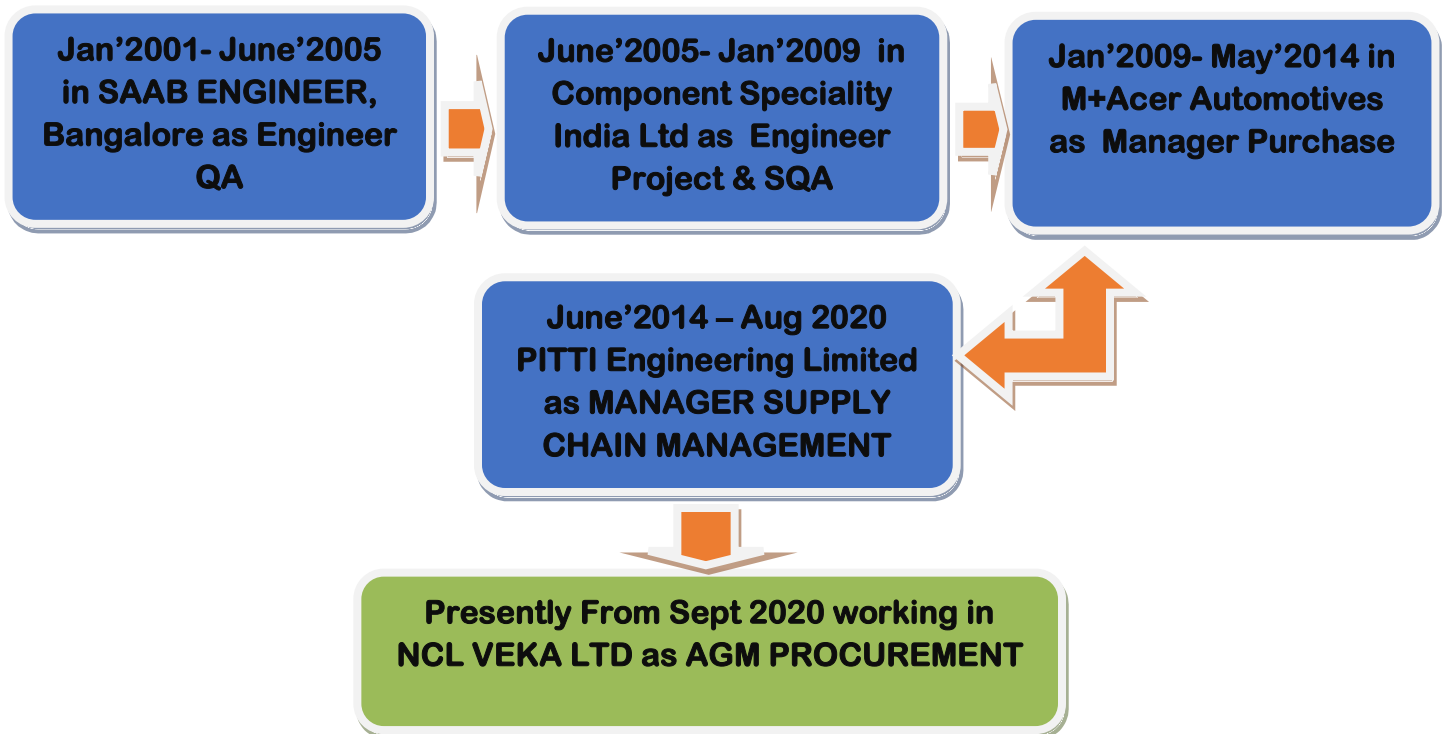 Jan’2001- June’2005
in SAAB ENGINEER,
Bangalore as Engineer
QA
June’2005- Jan’2009 in
Component Speciality
India Ltd as Engineer
Project & SQA
Jan’2009- May’2014 in
M+Acer Automotives
as Manager Purchase
June’2014 – Aug 2020
PITTI Engineering Limited
as MANAGER SUPPLY
CHAIN MANAGEMENT
Presently From Sept 2020 working in
NCL VEKA LTD as AGM PROCUREMENT